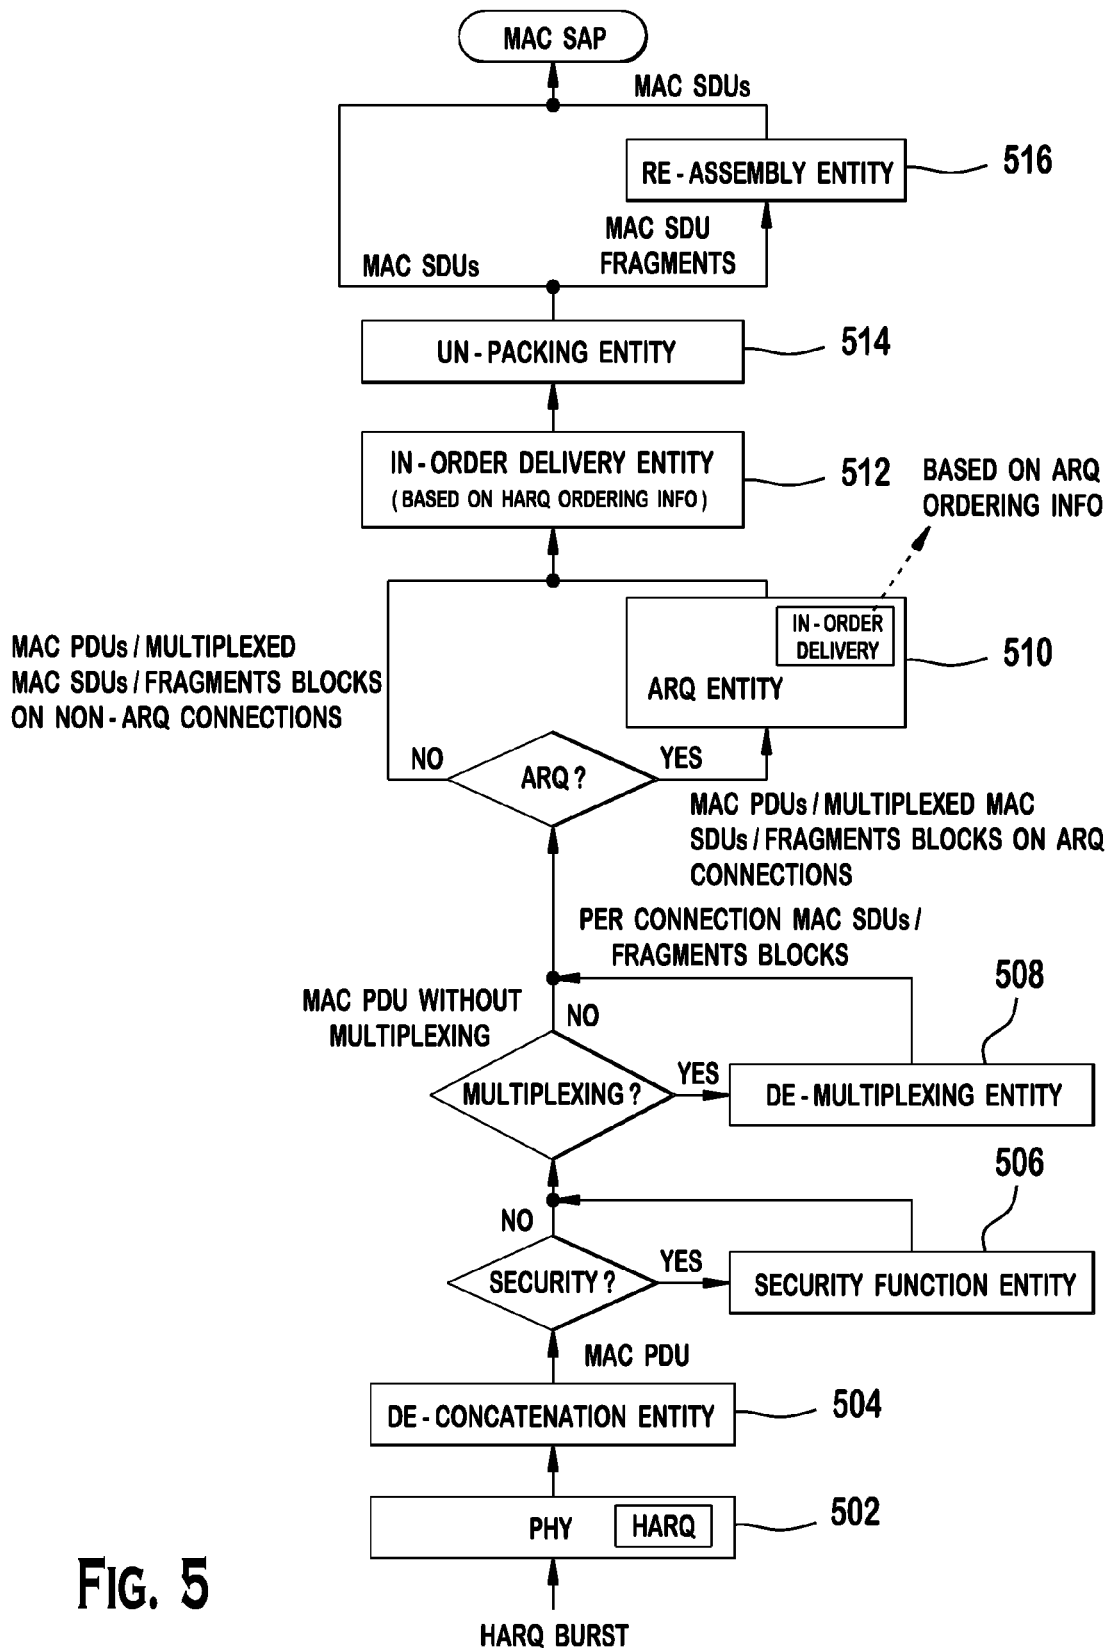 MAC SAP
MAC SDUs
RE-ASSEMBLY ENTITY
516
MAC SDU
FRAGMENTS
MAC SDUs
UN-PACKING ENTITY
514
IN-ORDER DELIVERY ENTITY
(BASED ON HARQ ORDERING INFO)
512
BASED ON ARQ
ORDERING INFO
IN-ORDER
DELIVERY
ARQ ENTITY
510
MAC PDUs/MULTIPLEXED
MAC SDUs/FRAGMENTS BLOCKS
ON NON-ARQ CONNECTIONS
NO
ARQ?
YES
MAC PDUs/MULTIPLEXED MAC
SDUs/FRAGMENTS BLOCKS ON ARQ
CONNECTIONS
PER CONNECTION MAC SDUs/
FRAGMENTS BLOCKS
MAC PDU WITHOUT
MULTIPLEXING
NO
508
MULTIPLEXING?
YES
DE-MULTIPLEXING ENTITY
506
NO
SECURITY?
YES
SECURITY FUNCTION ENTITY
MAC PDU
DE-CONCATENATION ENTITY
504
PHY
HARQ
502
HARQ BURST
FIG. 5